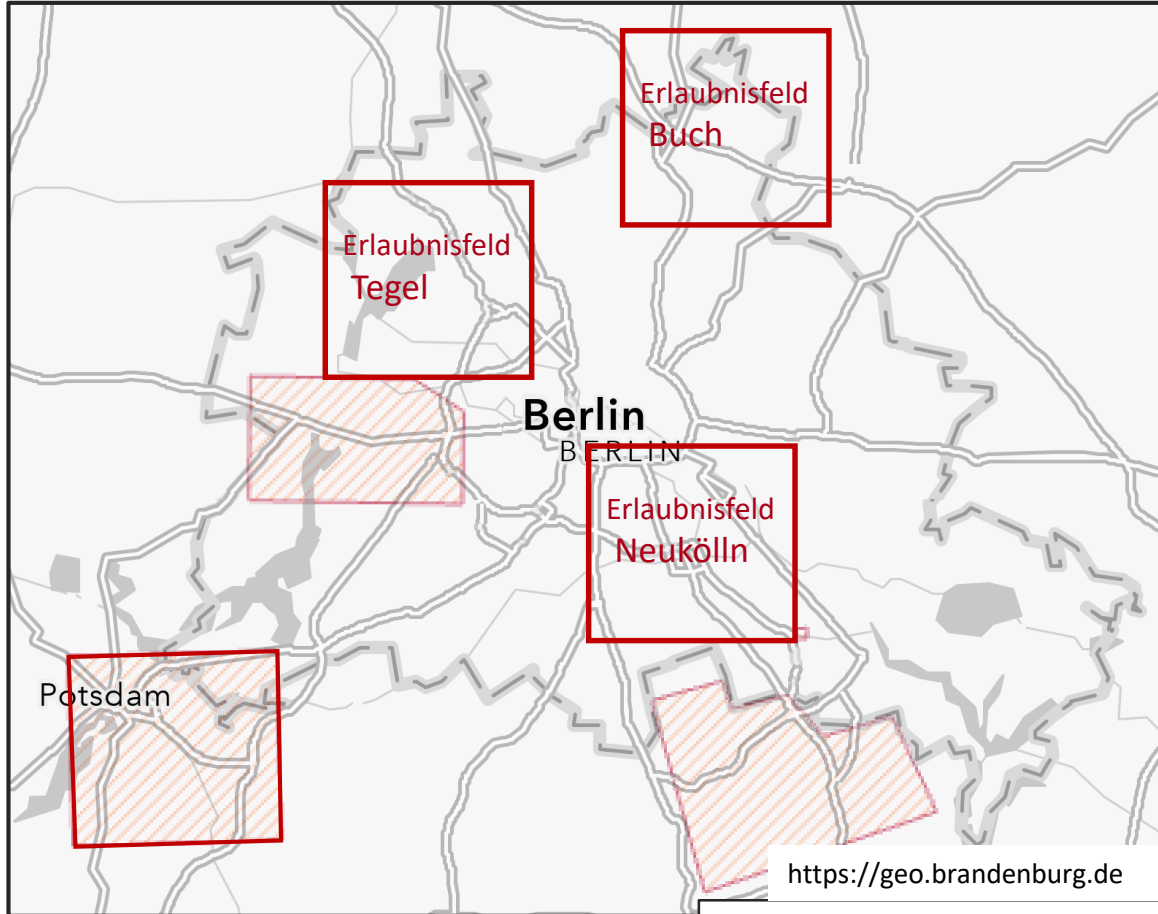 Erlaubnisfeld
Buch
Erlaubnisfeld
Tegel
Berlin
BERLIN
Erlaubnisfeld
Neukölln
Potsdam
https://geo.brandenburg.de